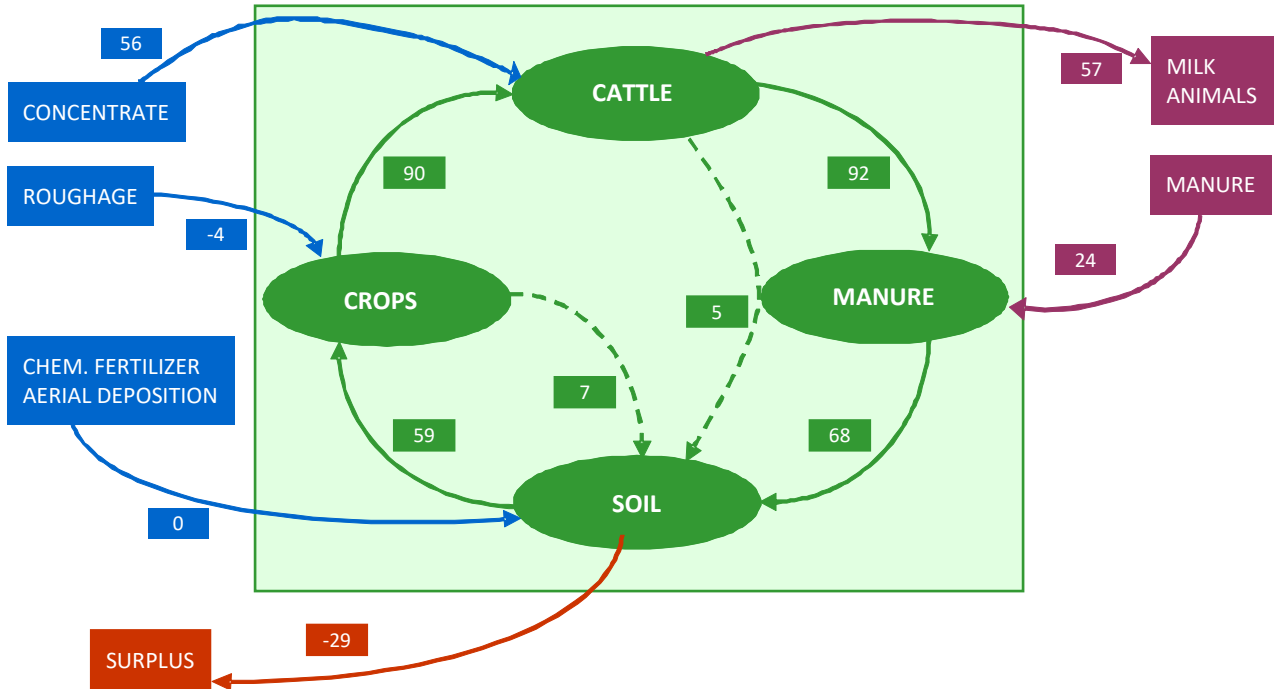 56
57
MILK
ANIMALS
CATTLE
CONCENTRATE
90
92
ROUGHAGE
MANURE
-4
24
CROPS
MANURE
5
CHEM. FERTILIZER
AERIAL DEPOSITION
7
59
68
SOIL
0
-29
SURPLUS